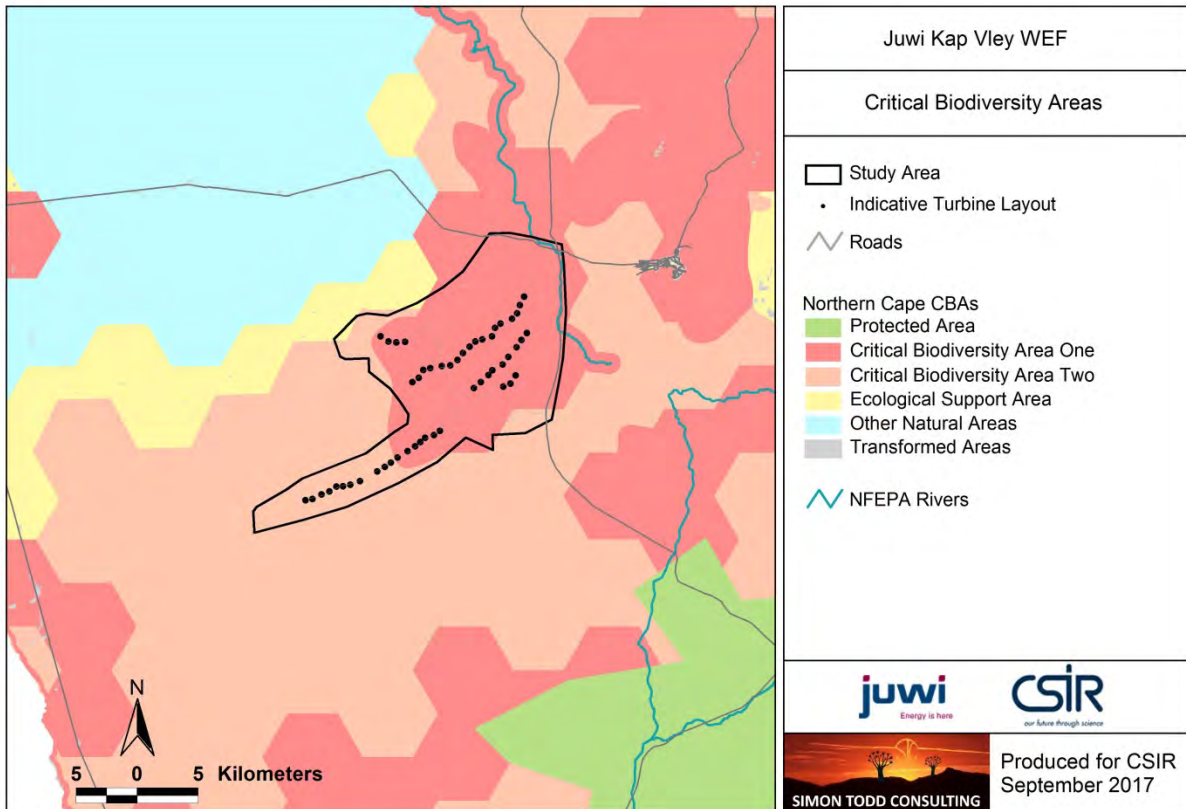 Juwi Kap Vley WEF
Critical Biodiversity Areas
Study Area
Indicative Turbine Layout
Roads
Northern Cape CBAs
Protected Area
Critical Biodiversity Area One
Critical Biodiversity Area Two
Ecological Support Area
Other Natural Areas
Transformed Areas
NFEPA Rivers
N
5 0 5 Kilometers
juwi
Energy is here
CSIR
our future through science
SIMON TODD CONSULTING
Produced for CSIR
September 2017